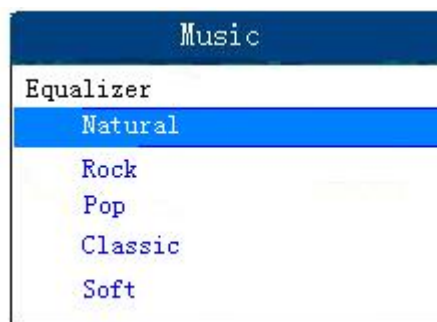 Music
Equalizer
Natural
Rock
Pop
Classic
Soft